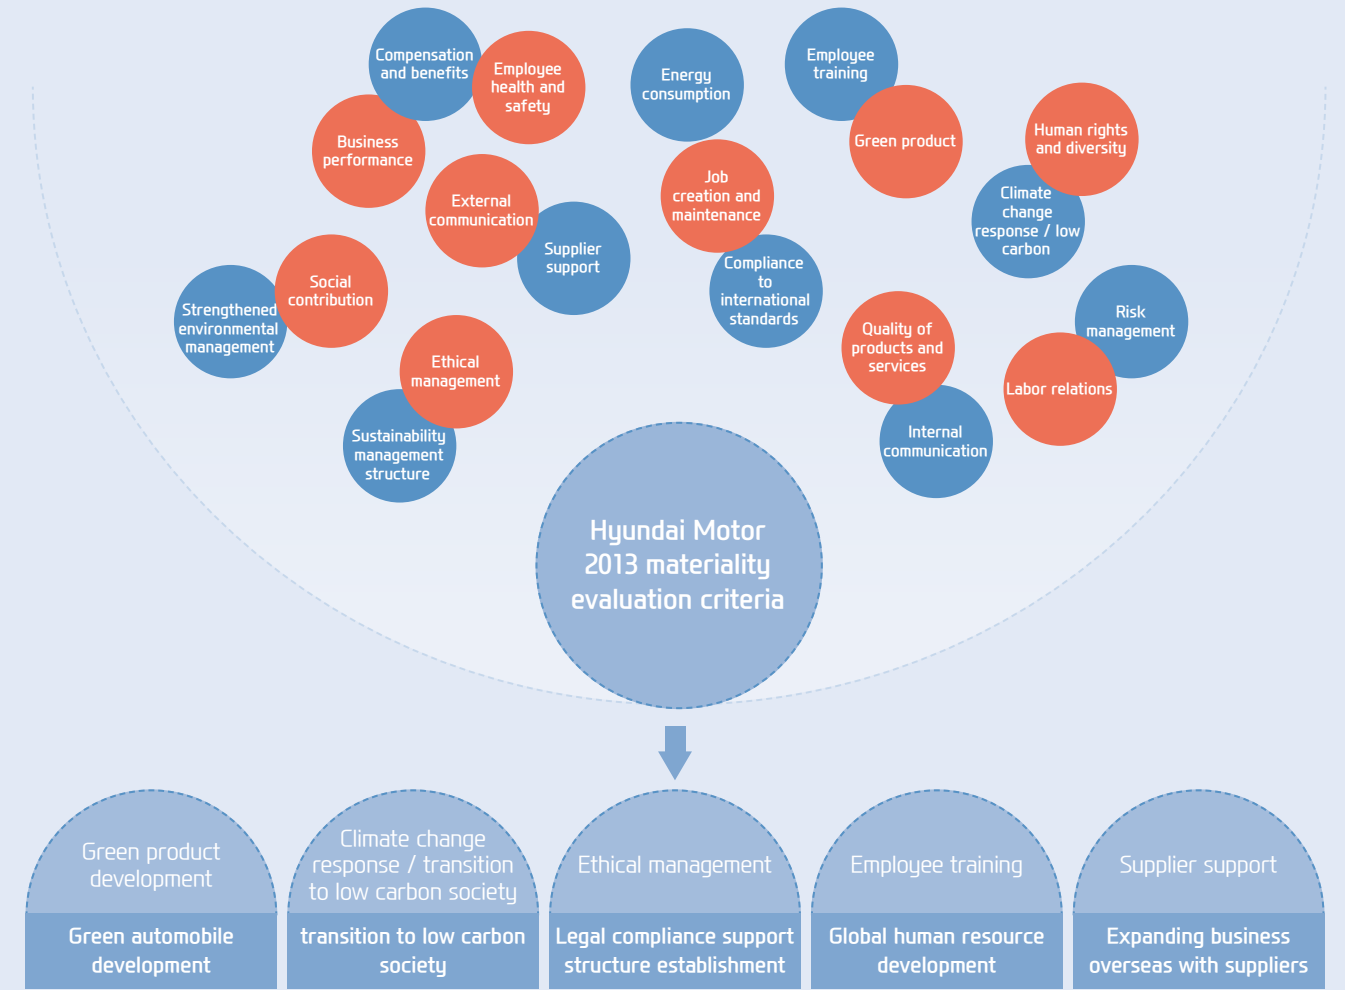 Compensation
and benefits
Employee
health and
safety
Energy
consumption
Employee
training
Business
performance
Green product
Human rights
and diversity
External
communication
Job
creation and
maintenance
Climate
change
response / low
carbon
Supplier
support
Compliance
to
international
standards
Social
contribution
Strengthened
environmental
management
Risk
management
Quality of
products and
services
Ethical
management
Labor relations
Sustainability
management
structure
Internal
communication
Hyundai Motor
2013 materiality
evaluation criteria
Green product
development
Green automobile
development
Climate change
response / transition
to low carbon society
transition to low carbon
society
Ethical management
Legal compliance support
structure establishment
Employee training
Global human resource
development
Supplier support
Expanding business
overseas with suppliers